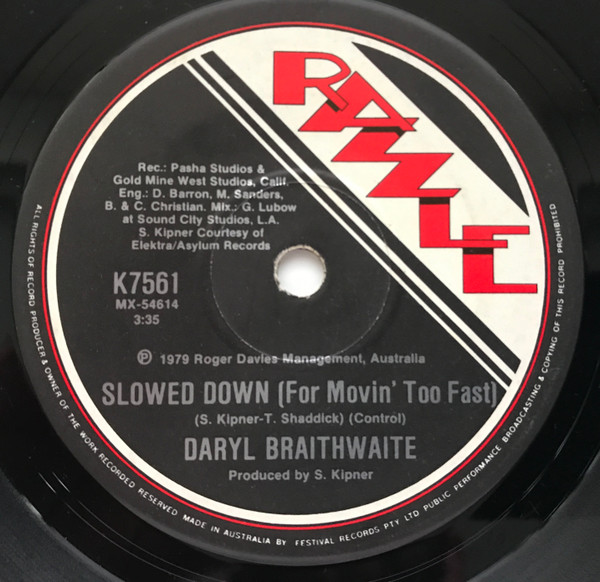 RAZZLE
Rec.: Pasha Studios &
Gold Mine West Studios, Calif.
Eng.: D. Barron, M. Sanders,
B. & C. Christian. Mix.: G. Lubow
at Sound City Studios, L.A.
S. Kipner Courtesy of
Elektra/Asylum Records
K7561
MX-54614
3:35
℗ 1979 Roger Davies Management, Australia
SLOWED DOWN (For Movin' Too Fast)
(S. Kipner-T. Shaddick) (Control)
DARYL BRAITHWAITE
Produced by S. Kipner
ALL RIGHTS OF RECORD PRODUCER & OWNER OF THE WORK RECORDED RESERVED MADE IN AUSTRALIA BY FESTIVAL RECORDS PTY LTD PUBLIC PERFORMANCE BROADCASTING & COPYING OF THIS RECORD PROHIBITED